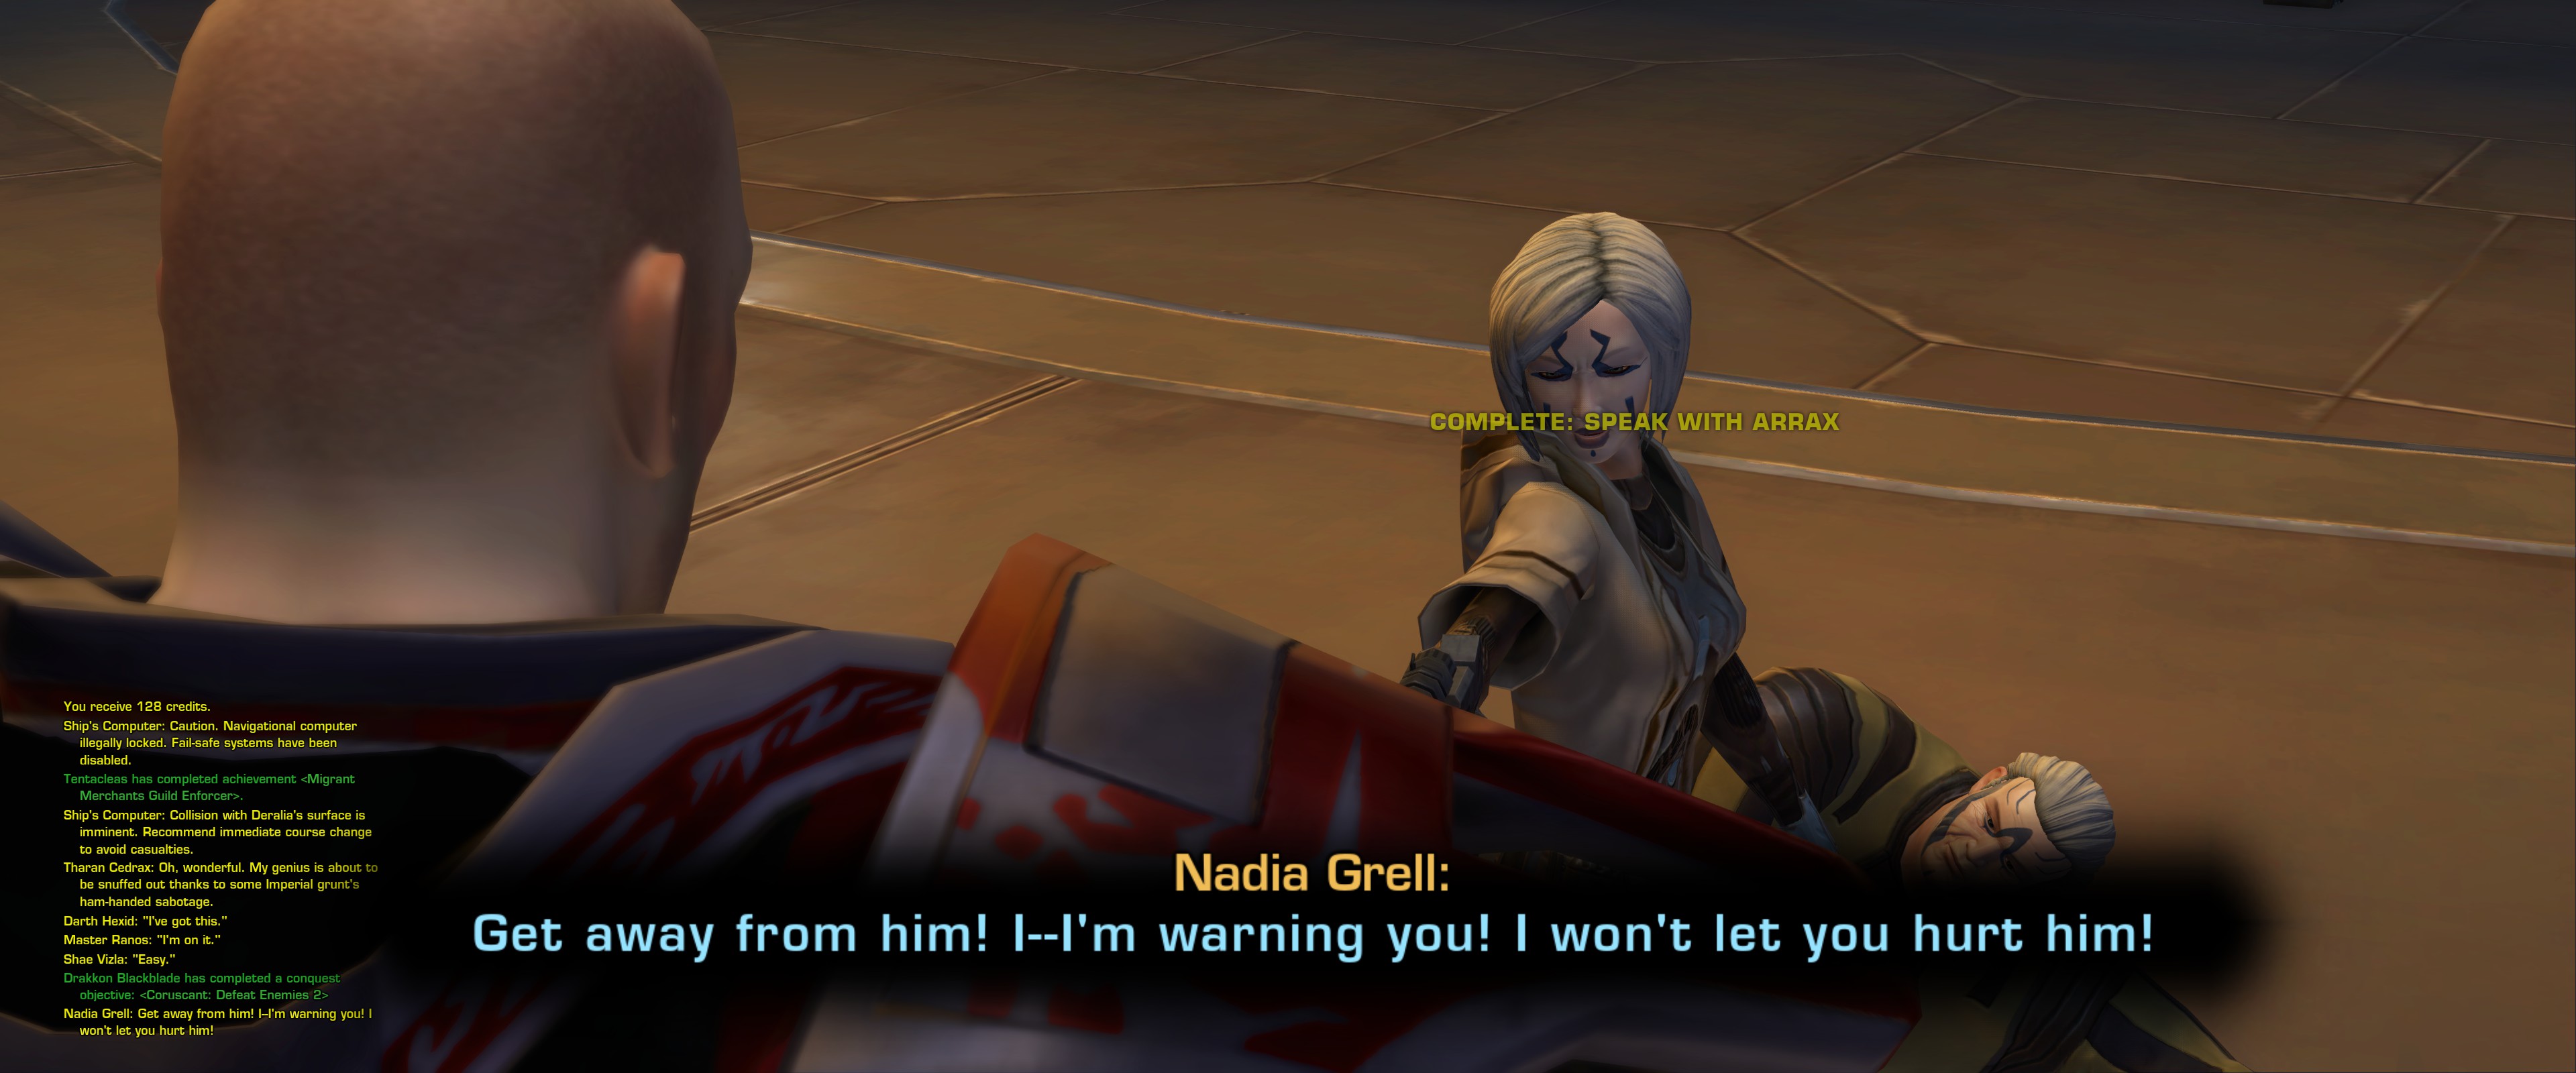 COMPLETE: SPEAK WITH ARRAX
You receive 128 credits.
Ship's Computer: Caution. Navigational computer
illegally locked. Fail-safe systems have been
disabled.
Tentacleas has completed achievement <Migrant
Merchants Guild Enforcer>.
Ship's Computer: Collision with Deralia's surface is
imminent. Recommend immediate course change
to avoid casualties.
Tharan Cedrax: Oh, wonderful. My genius is about to
be snuffed out thanks to some Imperial grunt's
ham-handed sabotage.
Darth Hexid: "I've got this."
Master Ranos: "I'm on it."
Shae Vizla: "Easy."
Drakkon Blackblade has completed a conquest
objective: <Coruscant: Defeat Enemies 2>
Nadia Grell: Get away from him! I--I'm warning you! I
won't let you hurt him!
Nadia Grell:
Get away from him! I--I'm warning you! I won't let you hurt him!